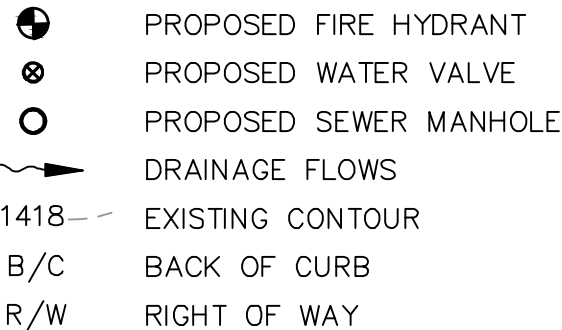 PROPOSED FIRE HYDRANT
PROPOSED WATER VALVE
PROPOSED SEWER MANHOLE
DRAINAGE FLOWS
1418 EXISTING CONTOUR
B/C BACK OF CURB
R/W RIGHT OF WAY